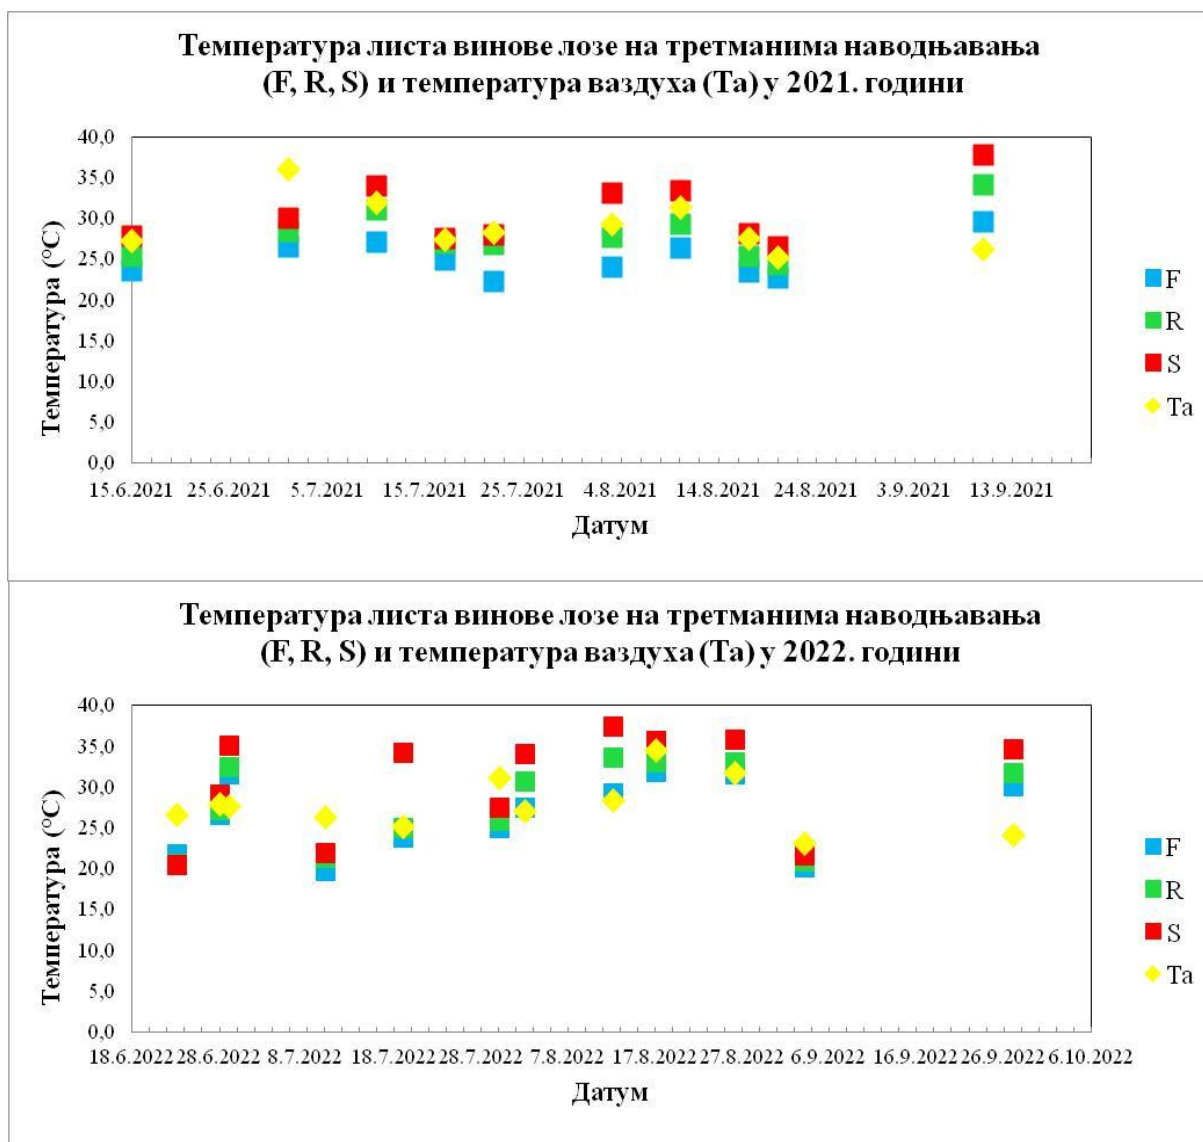 Температура листа винове лозе на третманима наводњавања
(F, R, S) и температура ваздуха (Та) у 2021. години
40,0
35,0
30,0
25,0
20,0
15,0
10,0
5,0
0,0
Температура (°C)
15.6.2021 25.6.2021 5.7.2021 15.7.2021 25.7.2021 4.8.2021 14.8.2021 24.8.2021 3.9.2021 13.9.2021
Датум
F
R
S
Ta
Температура листа винове лозе на третманима наводњавања
(F, R, S) и температура ваздуха (Та) у 2022. години
40,0
35,0
30,0
25,0
20,0
15,0
10,0
5,0
0,0
Температура (°C)
18.6.2022 28.6.2022 8.7.2022 18.7.2022 28.7.2022 7.8.2022 17.8.2022 27.8.2022 6.9.2022 16.9.2022 26.9.2022 6.10.2022
Датум
F
R
S
Ta